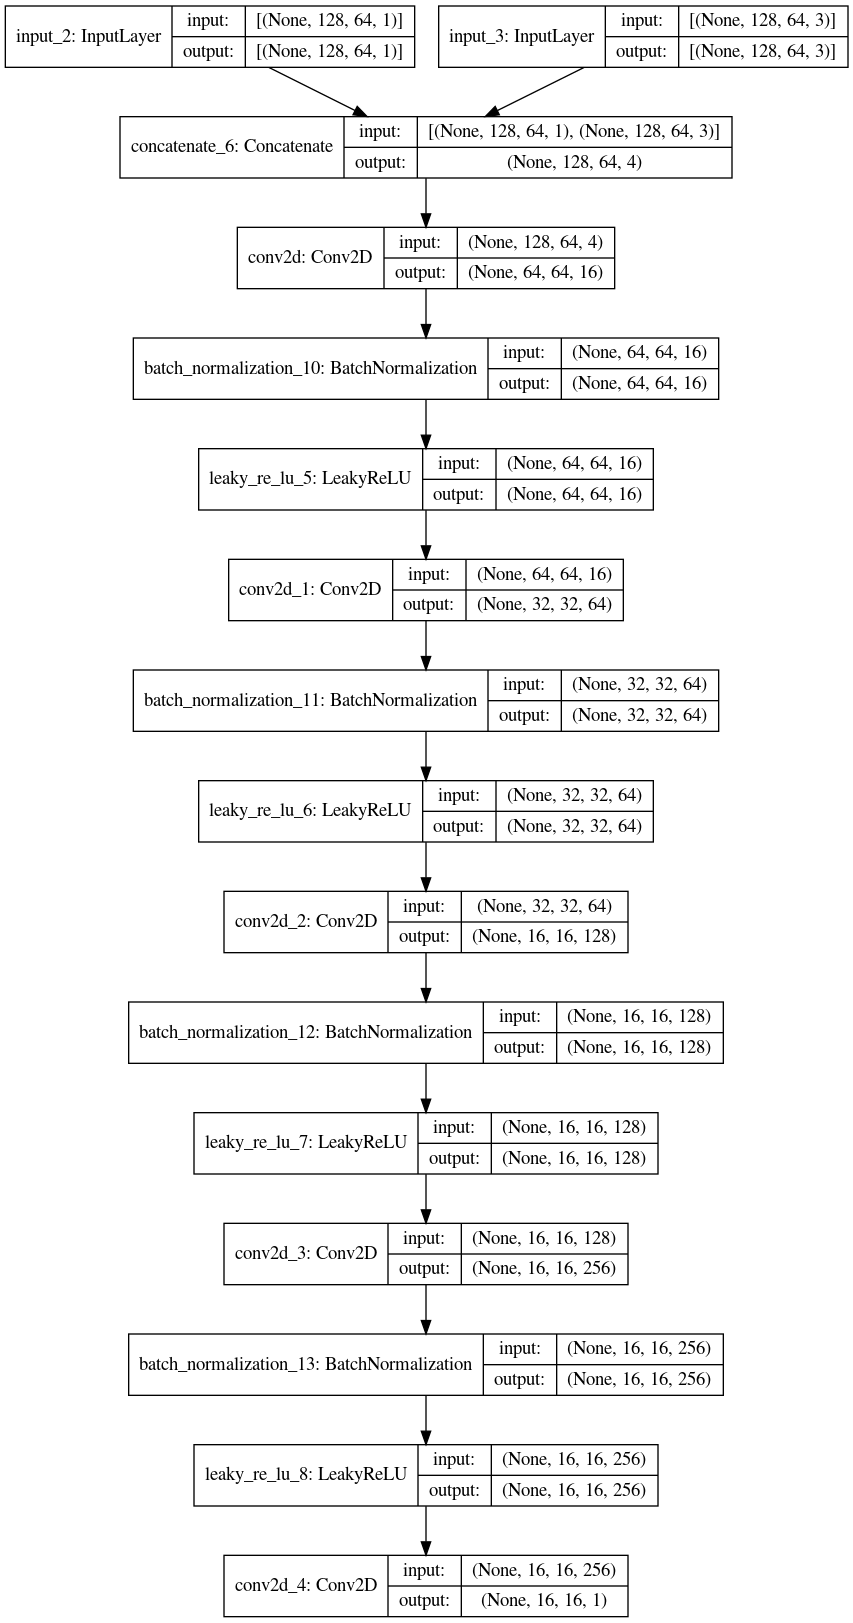 input_2: InputLayer
input: [(None, 128, 64, 1)]
output: [(None, 128, 64, 1)]
input_3: InputLayer
input: [(None, 128, 64, 3)]
output: [(None, 128, 64, 3)]
concatenate_6: Concatenate
input: [(None, 128, 64, 1), (None, 128, 64, 3)]
output: (None, 128, 64, 4)
conv2d: Conv2D
input: (None, 128, 64, 4)
output: (None, 64, 64, 16)
batch_normalization_10: BatchNormalization
input: (None, 64, 64, 16)
output: (None, 64, 64, 16)
leaky_re_lu_5: LeakyReLU
input: (None, 64, 64, 16)
output: (None, 64, 64, 16)
conv2d_1: Conv2D
input: (None, 64, 64, 16)
output: (None, 32, 32, 64)
batch_normalization_11: BatchNormalization
input: (None, 32, 32, 64)
output: (None, 32, 32, 64)
leaky_re_lu_6: LeakyReLU
input: (None, 32, 32, 64)
output: (None, 32, 32, 64)
conv2d_2: Conv2D
input: (None, 32, 32, 64)
output: (None, 16, 16, 128)
batch_normalization_12: BatchNormalization
input: (None, 16, 16, 128)
output: (None, 16, 16, 128)
leaky_re_lu_7: LeakyReLU
input: (None, 16, 16, 128)
output: (None, 16, 16, 128)
conv2d_3: Conv2D
input: (None, 16, 16, 128)
output: (None, 16, 16, 256)
batch_normalization_13: BatchNormalization
input: (None, 16, 16, 256)
output: (None, 16, 16, 256)
leaky_re_lu_8: LeakyReLU
input: (None, 16, 16, 256)
output: (None, 16, 16, 256)
conv2d_4: Conv2D
input: (None, 16, 16, 256)
output: (None, 16, 16, 1)